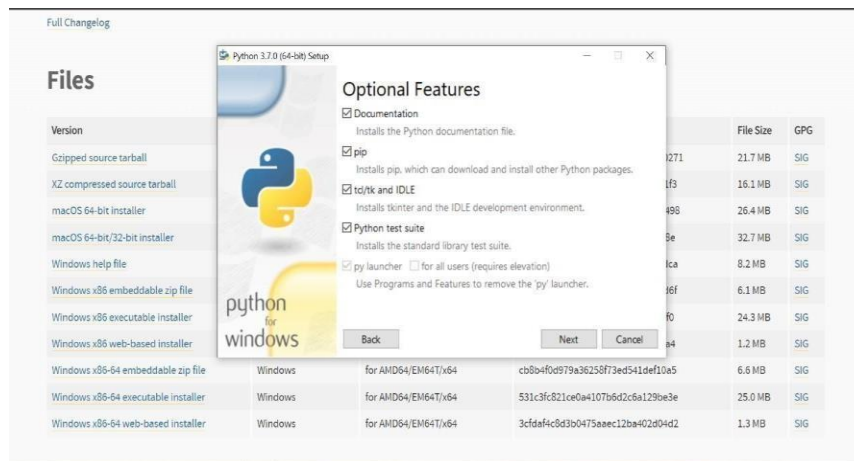 Full Changelog
Files
Version
File Size
GPG
Gzipped source tarball
271
21.7 MB
SIG
XZ compressed source tarball
1f3
16.1 MB
SIG
macOS 64-bit installer
498
26.4 MB
SIG
macOS 64-bit/32-bit installer
8e
32.7 MB
SIG
Windows help file
8.2 MB
SIG
Windows x86 embeddable zip file
6.1 MB
SIG
Windows x86 executable installer
f0
24.3 MB
SIG
Windows x86 web-based installer
a4
1.2 MB
SIG
Windows x86-64 embeddable zip file
Windows
for AMD64/EM64T/x64
cb8b4f0d979a36258f73ed541def10a5
6.6 MB
SIG
Windows x86-64 executable installer
Windows
for AMD64/EM64T/x64
531c3fc821ce0a4107b6d2c6a129be3e
25.0 MB
SIG
Windows x86-64 web-based installer
Windows
for AMD64/EM64T/x64
3cfdaf4c8d3b0475aaec12ba402d04d2
1.3 MB
SIG
Python 3.7.0 (64-bit) Setup
Optional Features
Documentation
Installs the Python documentation file.
pip
Installs pip, which can download and install other Python packages.
tcl/tk and IDLE
Installs tkinter and the IDLE development environment.
Python test suite
Installs the standard library test suite.
py launcher for all users (requires elevation)
Use Programs and Features to remove the 'py' launcher.
python
for
windows
Back
Next
Cancel